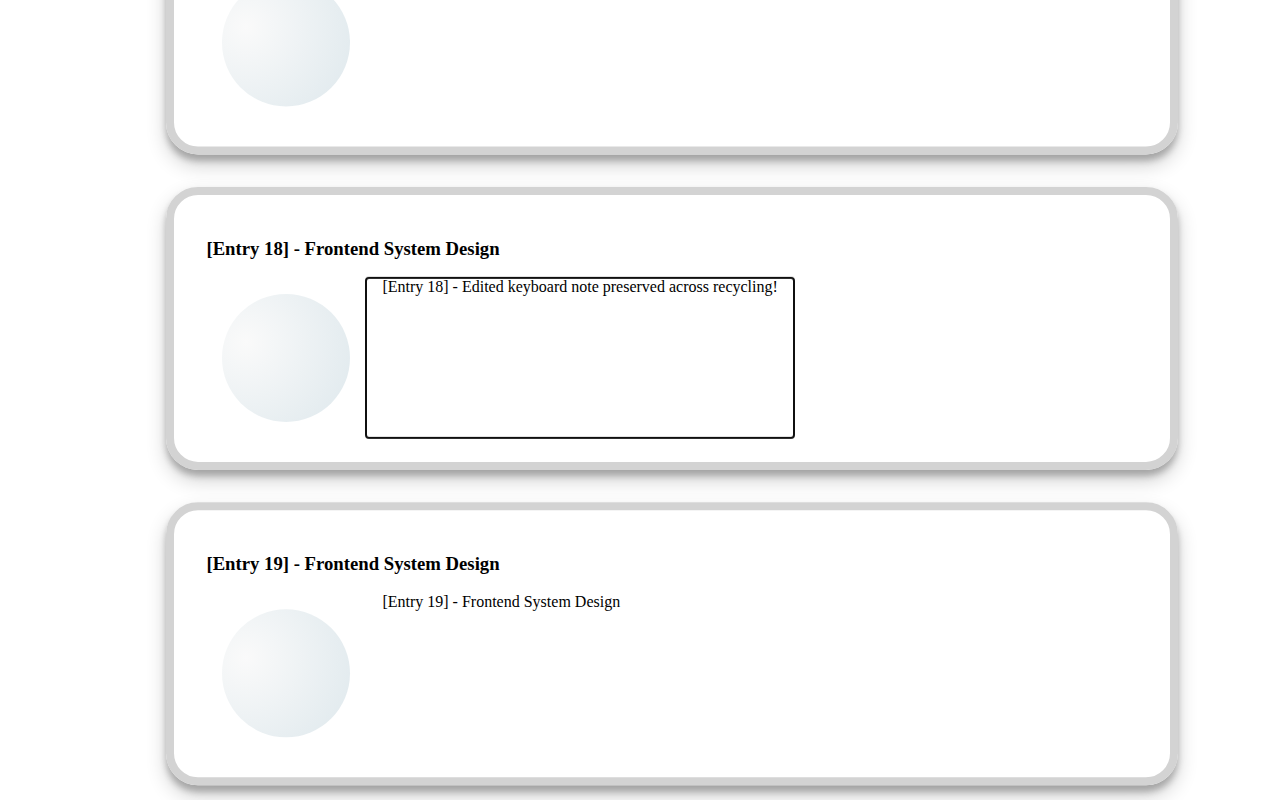 [Entry 18] - Frontend System Design
[Entry 18] - Edited keyboard note preserved across recycling!
[Entry 19] - Frontend System Design
[Entry 19] - Frontend System Design